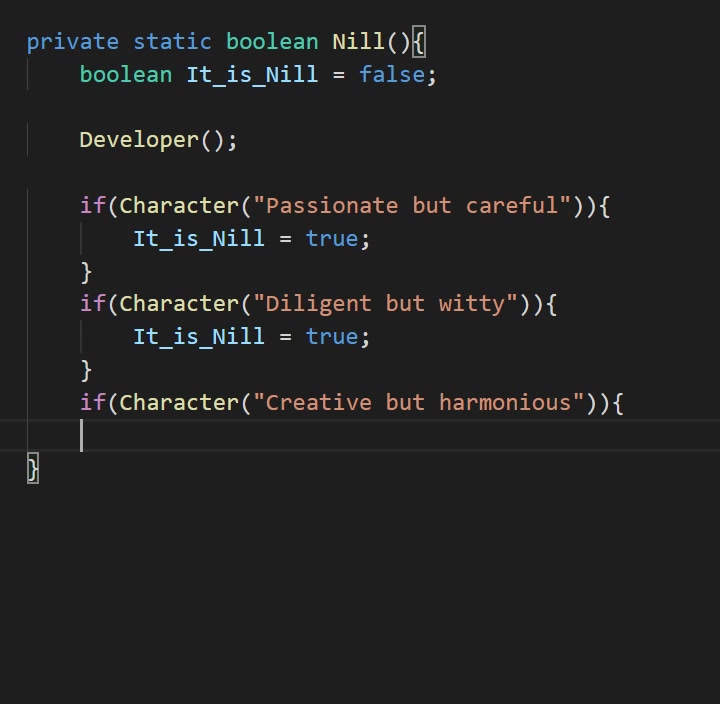 private static boolean Nill(){
    boolean It_is_Nill = false;
    Developer();
    if(Character("Passionate but careful")){
        It_is_Nill = true;
    }
    if(Character("Diligent but witty")){
        It_is_Nill = true;
    }
    if(Character("Creative but harmonious")){
}